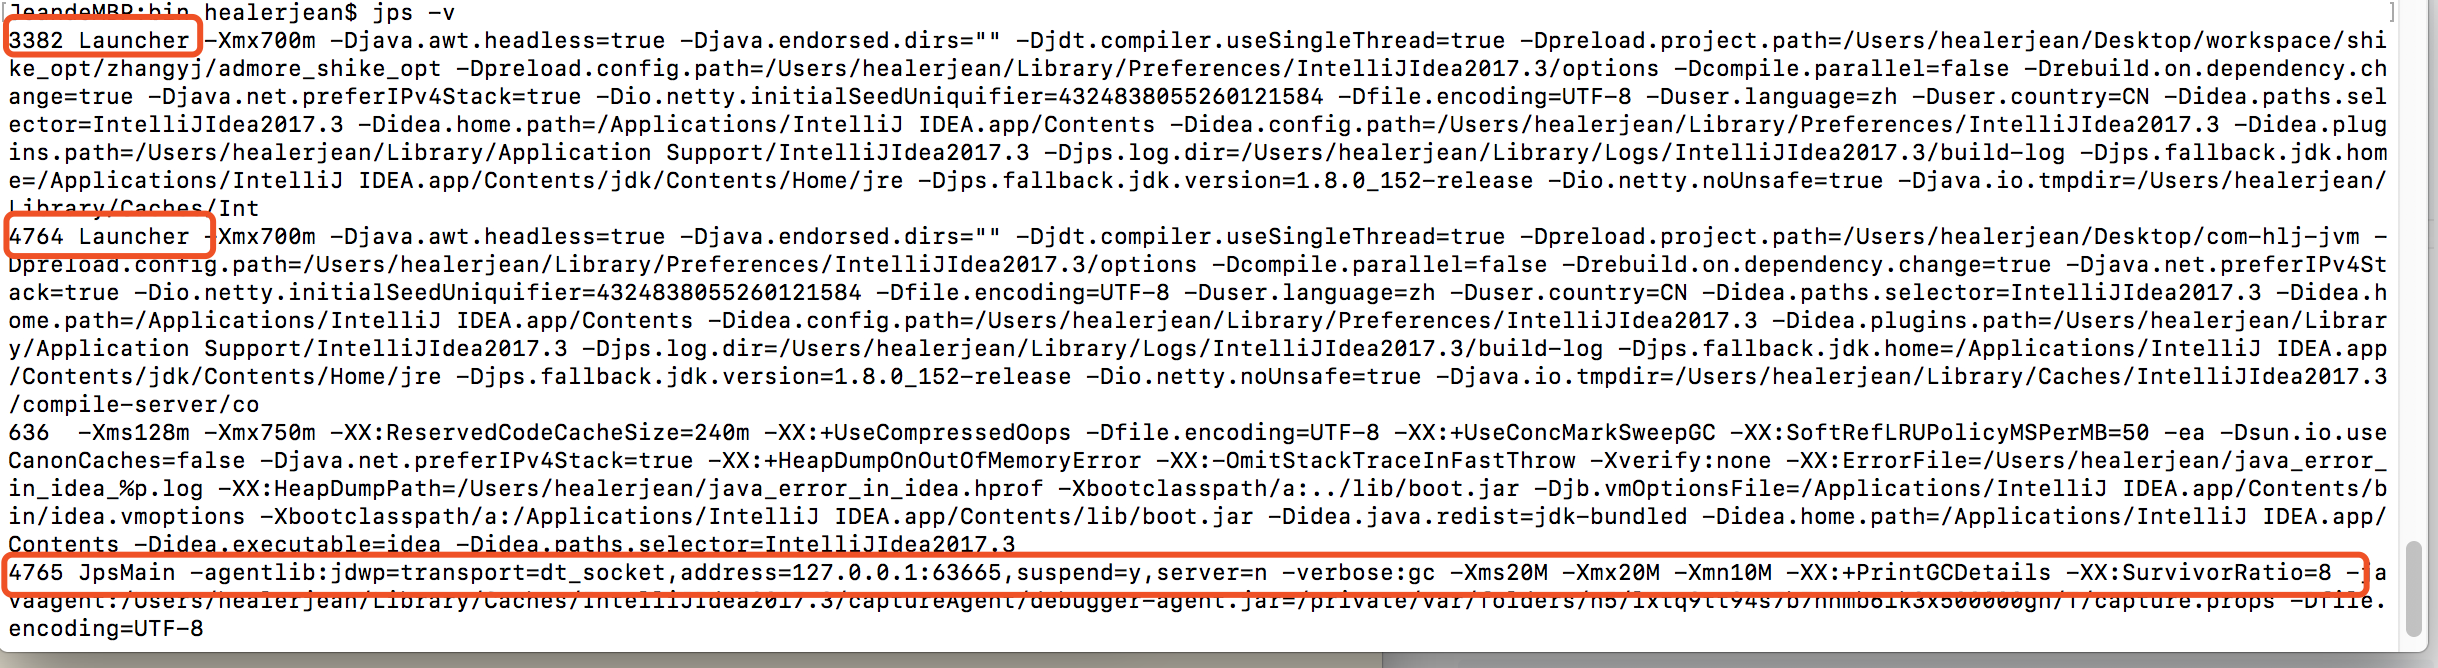 JeandeMBP:bin healerjean$ jps -v
3382 Launcher -Xmx700m -Djava.awt.headless=true -Djava.endorsed.dirs="" -Djdt.compiler.useSingleThread=true -Dpreload.project.path=/Users/healerjean/Desktop/workspace/shi
ke_opt/zhangyj/admore_shike_opt -Dpreload.config.path=/Users/healerjean/Library/Preferences/IntelliJIdea2017.3/options -Dcompile.parallel=false -Drebuild.on.dependency.ch
ange=true -Djava.net.preferIPv4Stack=true -Dio.netty.initialSeedUniquifier=4324838055260121584 -Dfile.encoding=UTF-8 -Duser.language=zh -Duser.country=CN -Didea.paths.sel
ector=IntelliJIdea2017.3 -Didea.home.path=/Applications/IntelliJ IDEA.app/Contents -Didea.config.path=/Users/healerjean/Library/Preferences/IntelliJIdea2017.3 -Didea.plug
ins.path=/Users/healerjean/Library/Application Support/IntelliJIdea2017.3 -Djps.log.dir=/Users/healerjean/Library/Logs/IntelliJIdea2017.3/build-log -Djps.fallback.jdk.hom
e=/Applications/IntelliJ IDEA.app/Contents/jdk/Contents/Home/jre -Djps.fallback.jdk.version=1.8.0_152-release -Dio.netty.noUnsafe=true -Djava.io.tmpdir=/Users/healerjean/
Library/Caches/Int
4764 Launcher -Xmx700m -Djava.awt.headless=true -Djava.endorsed.dirs="" -Djdt.compiler.useSingleThread=true -Dpreload.project.path=/Users/healerjean/Desktop/com-hlj-jvm -
Dpreload.config.path=/Users/healerjean/Library/Preferences/IntelliJIdea2017.3/options -Dcompile.parallel=false -Drebuild.on.dependency.change=true -Djava.net.preferIPv4St
ack=true -Dio.netty.initialSeedUniquifier=4324838055260121584 -Dfile.encoding=UTF-8 -Duser.language=zh -Duser.country=CN -Didea.paths.selector=IntelliJIdea2017.3 -Didea.h
ome.path=/Applications/IntelliJ IDEA.app/Contents -Didea.config.path=/Users/healerjean/Library/Preferences/IntelliJIdea2017.3 -Didea.plugins.path=/Users/healerjean/Librar
y/Application Support/IntelliJIdea2017.3 -Djps.log.dir=/Users/healerjean/Library/Logs/IntelliJIdea2017.3/build-log -Djps.fallback.jdk.home=/Applications/IntelliJ IDEA.app
/Contents/jdk/Contents/Home/jre -Djps.fallback.jdk.version=1.8.0_152-release -Dio.netty.noUnsafe=true -Djava.io.tmpdir=/Users/healerjean/Library/Caches/IntelliJIdea2017.3
/compile-server/co
636  -Xms128m -Xmx750m -XX:ReservedCodeCacheSize=240m -XX:+UseCompressedOops -Dfile.encoding=UTF-8 -XX:+UseConcMarkSweepGC -XX:SoftRefLRUPolicyMSPerMB=50 -ea -Dsun.io.use
CanonCaches=false -Djava.net.preferIPv4Stack=true -XX:+HeapDumpOnOutOfMemoryError -XX:-OmitStackTraceInFastThrow -Xverify:none -XX:ErrorFile=/Users/healerjean/java_error_
in_idea_%p.log -XX:HeapDumpPath=/Users/healerjean/java_error_in_idea.hprof -Xbootclasspath/a:../lib/boot.jar -Djb.vmOptionsFile=/Applications/IntelliJ IDEA.app/Contents/b
in/idea.vmoptions -Xbootclasspath/a:/Applications/IntelliJ IDEA.app/Contents/lib/boot.jar -Didea.java.redist=jdk-bundled -Didea.home.path=/Applications/IntelliJ IDEA.app/
Contents -Didea.executable=idea -Didea.paths.selector=IntelliJIdea2017.3
4765 JpsMain -agentlib:jdwp=transport=dt_socket,address=127.0.0.1:63665,suspend=y,server=n -verbose:gc -Xms20M -Xmx20M -Xmn10M -XX:+PrintGCDetails -XX:SurvivorRatio=8 -ja
vaagent:/Users/healerjean/Library/Caches/IntelliJIdea2017.3/captureAgent/debugger-agent.jar=/private/var/folders/ -Dfile.
encoding=UTF-8